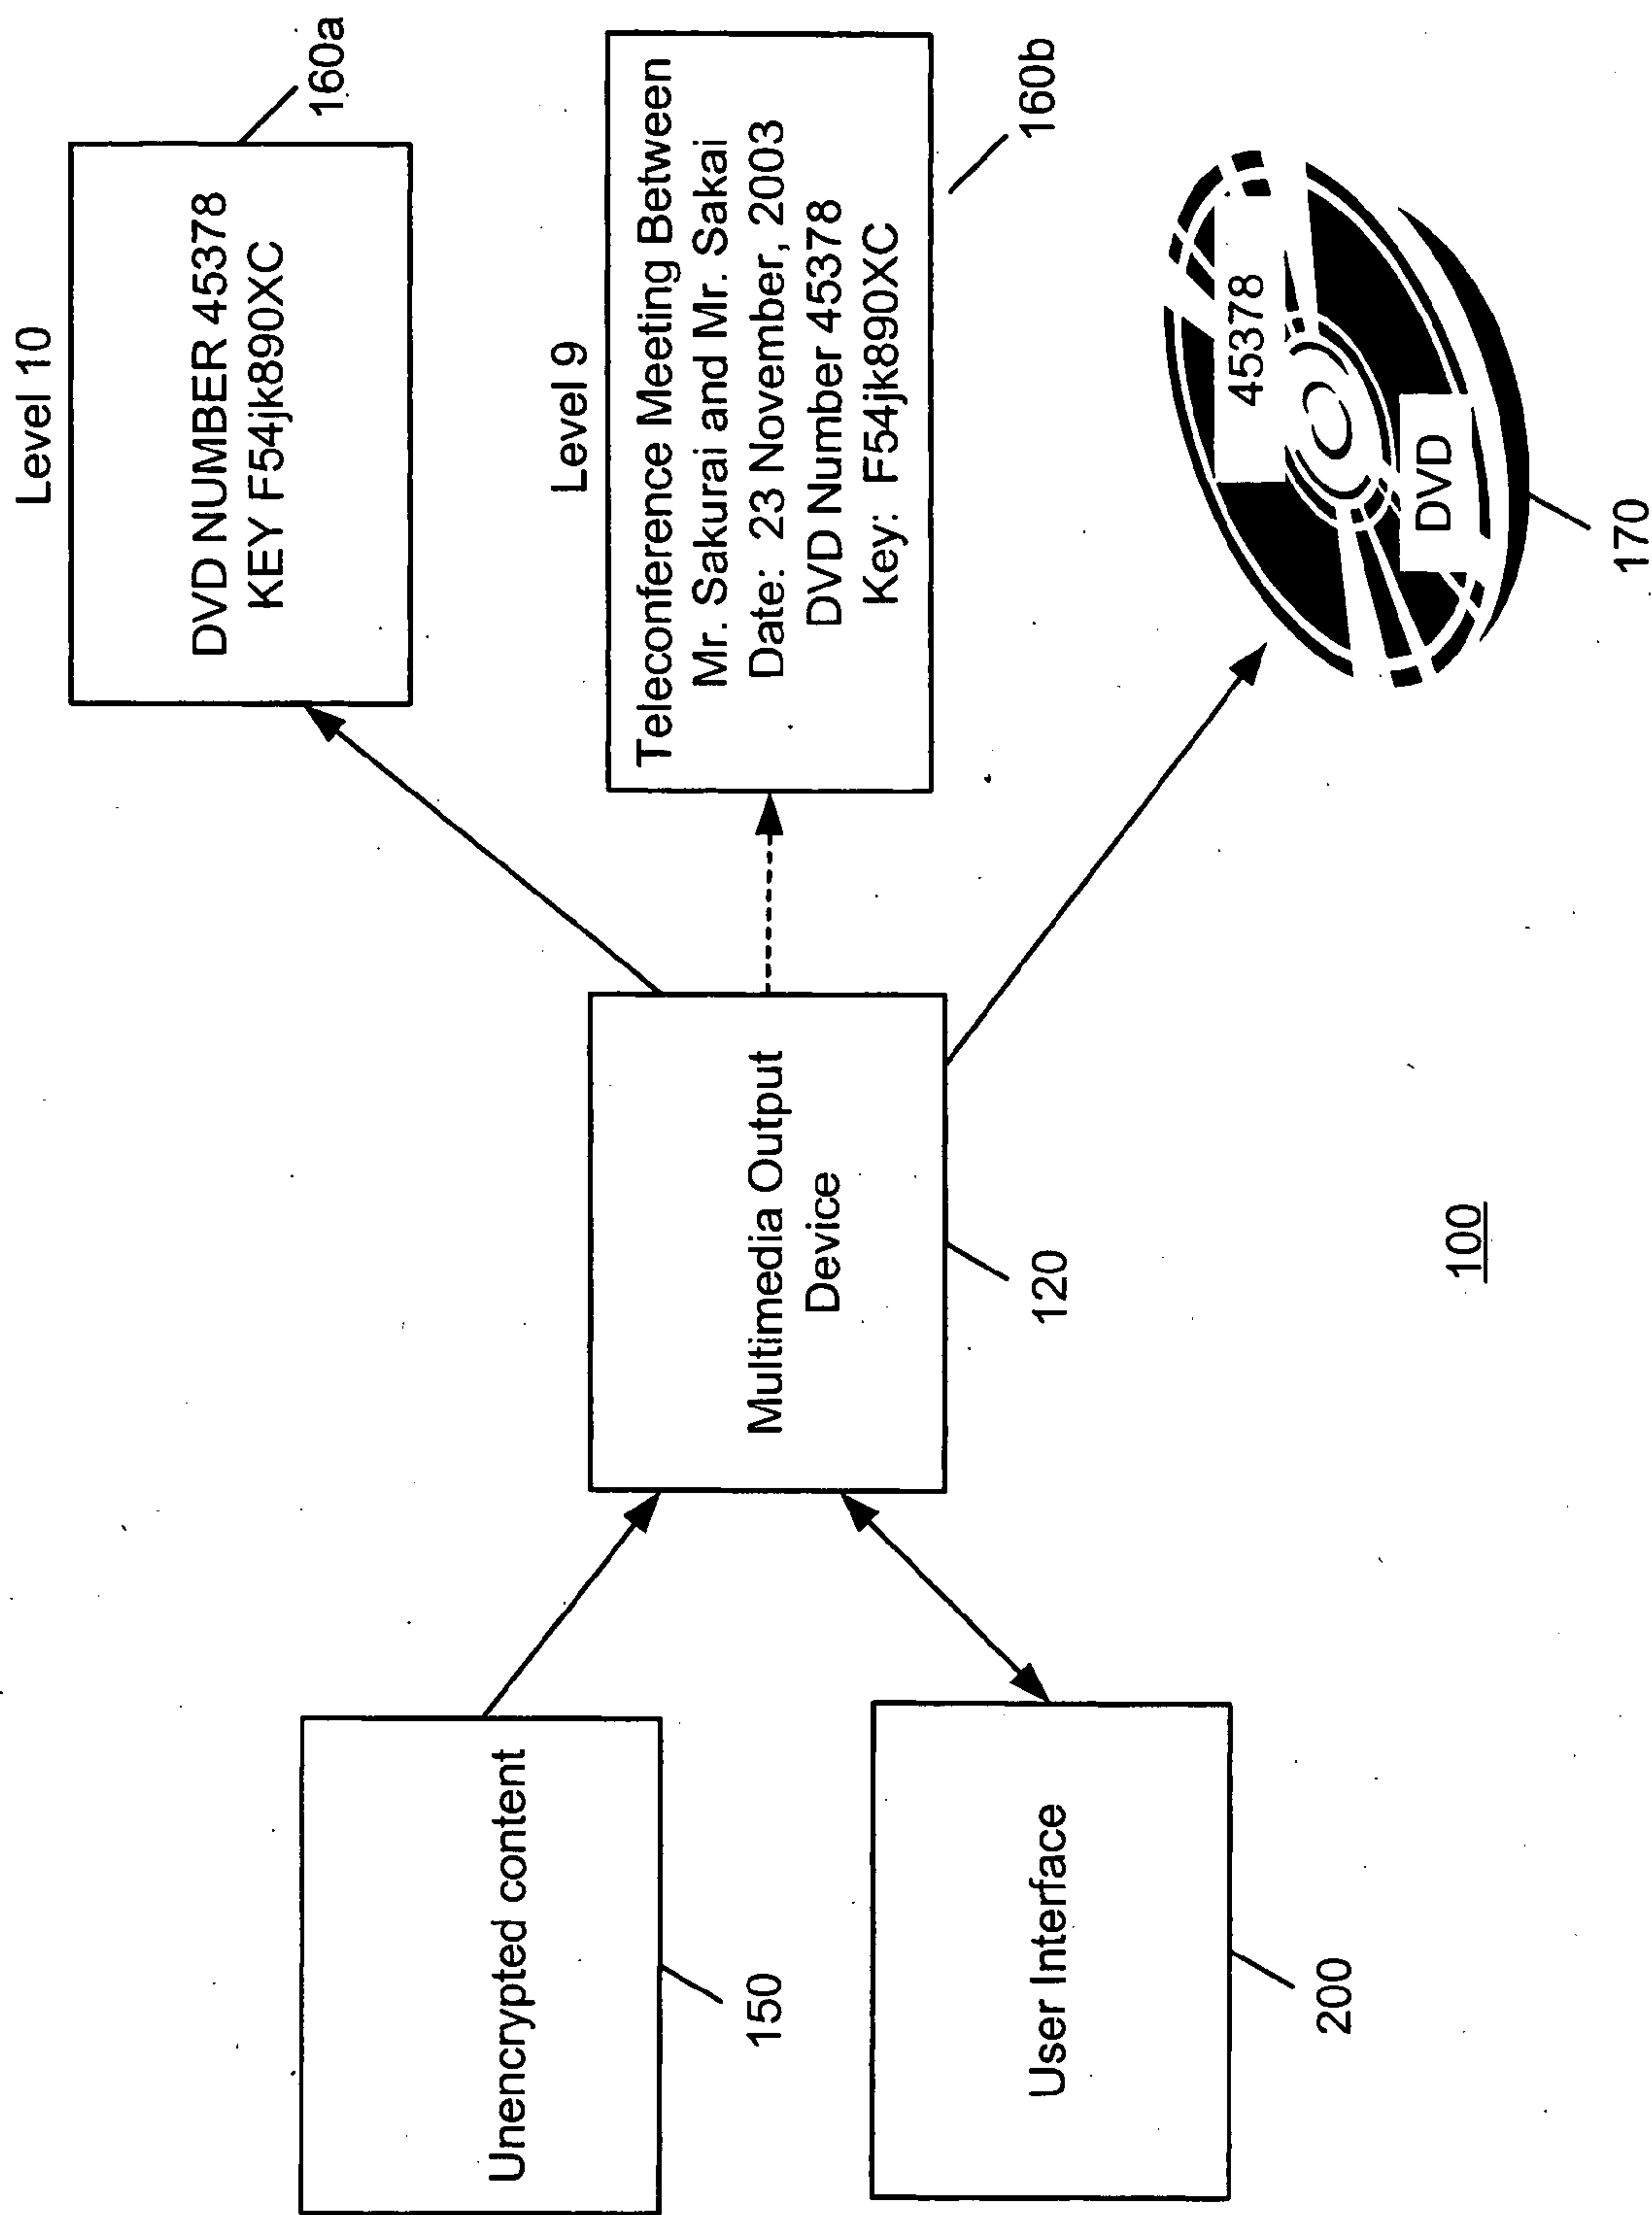 Level 10
DVD NUMBER 45378
KEY F54jk890XC
160a
Level 9
Teleconference Meeting Between
Mr. Sakurai and Mr. Sakai
Date: 23 November, 2003
DVD Number 45378
Key: F54jk890XC
160b
Unencrypted content
150
Multimedia Output
Device
120
User Interface
200
45378
DVD
170
100